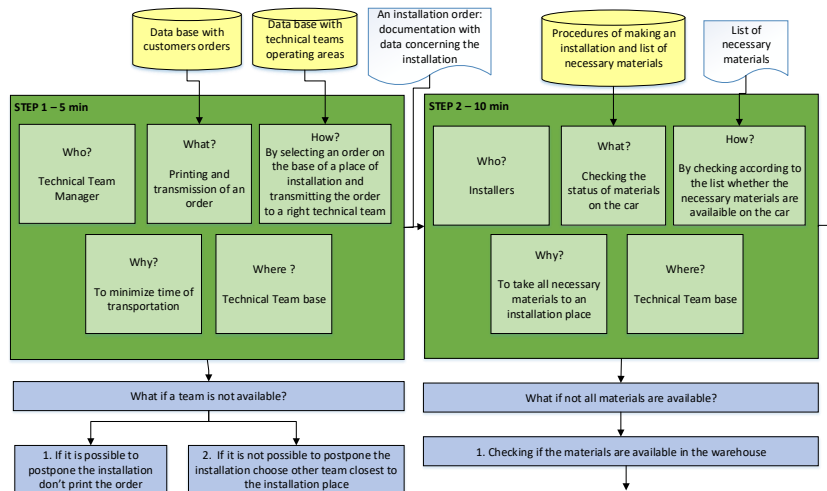 Data base with
customers orders
Data base with
technical teams
operating areas
An installation order:
documentation with
data concerning the
installation
Procedures of making an
installation and list of
necessary materials
List of
necessary
materials
STEP 1 – 5 min
Who?
Technical Team
Manager
What?
Printing and
transmission of an
order
How?
By selecting an order on
the base of a place of
installation and
transmitting the order
to a right technical team
Why?
To minimize time of
transportation
Where ?
Technical Team base
STEP 2 – 10 min
Who?
Installers
What?
Checking the
status of materials
on the car
How?
By checking according to
the list whether the
necessary materials are
availaible on the car
Why?
To take all necessary
materials to an
installation place
Where?
Technical Team base
What if a team is not available?
1. If it is possible to
postpone the installation
don't print the order
2. If it is not possible to postpone the
installation choose other team closest to
the installation place
What if not all materials are available?
1. Checking if the materials are available in the warehouse